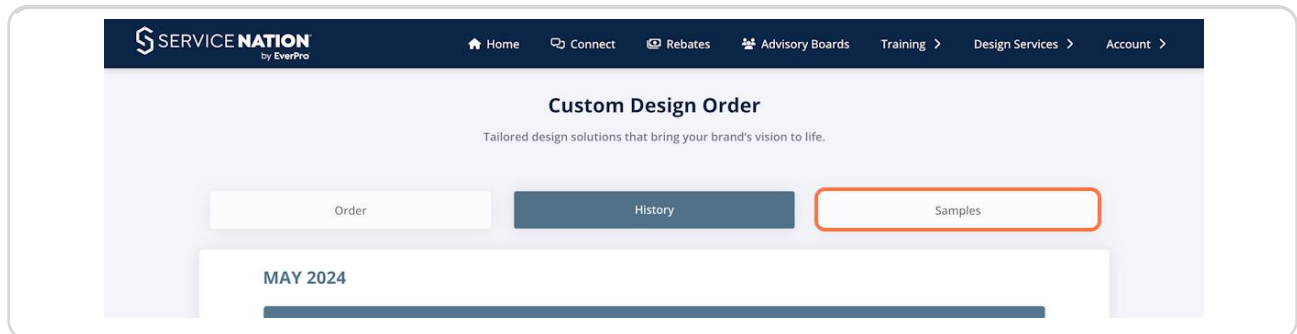 SERVICE NATION
by EverPro
Home Connect Rebates Advisory Boards Training Design Services Account
Custom Design Order
Tailored design solutions that bring your brand's vision to life.
Order History Samples
MAY 2024